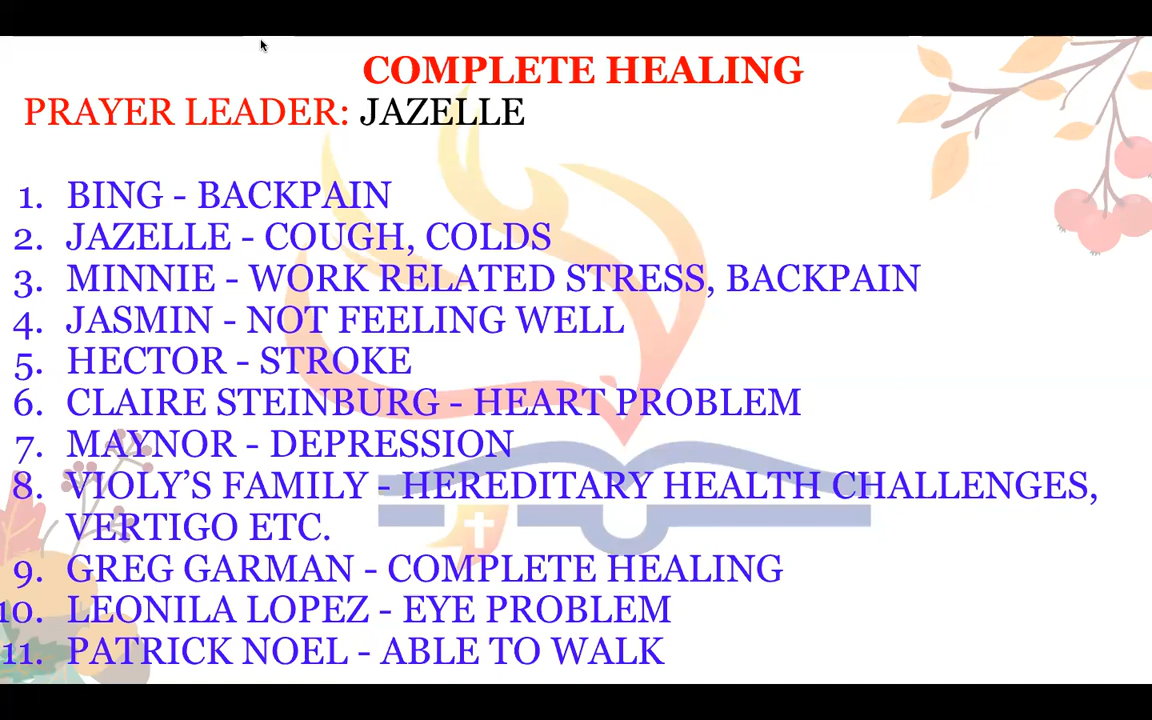 COMPLETE HEALING
PRAYER LEADER: JAZELLE
1. BING - BACKPAIN
2. JAZELLE - COUGH, COLDS
3. MINNIE - WORK RELATED STRESS, BACKPAIN
4. JASMIN - NOT FEELING WELL
5. HECTOR - STROKE
6. CLAIRE STEINBURG - HEART PROBLEM
7. MAYNOR - DEPRESSION
8. VIOLY’S FAMILY - HEREDITARY HEALTH CHALLENGES,
VERTIGO ETC.
9. GREG GARMAN - COMPLETE HEALING
10. LEONILA LOPEZ - EYE PROBLEM
11. PATRICK NOEL - ABLE TO WALK